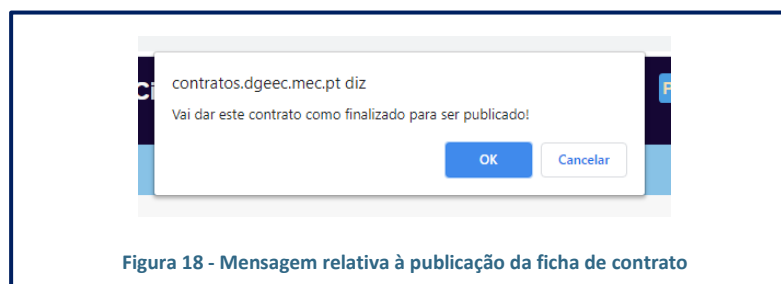 Ci
F
contratos.dgeec.mec.pt diz
Vai dar este contrato como finalizado para ser publicado!
OK
Cancelar
Figura 18 - Mensagem relativa à publicação da ficha de contrato